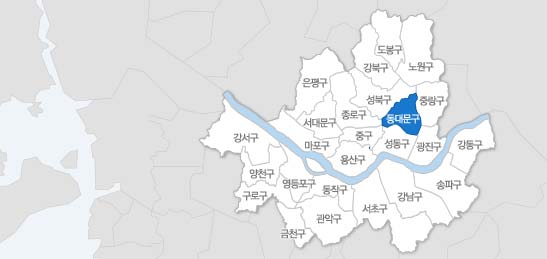 도봉구
강북구
노원구
은평구
성북구
중랑구
종로구
동대문구
서대문구
강서구
중구
마포구
성동구
광진구
강동구
용산구
양천구
영등포구
동작구
송파구
구로구
강남구
서초구
관악구
금천구